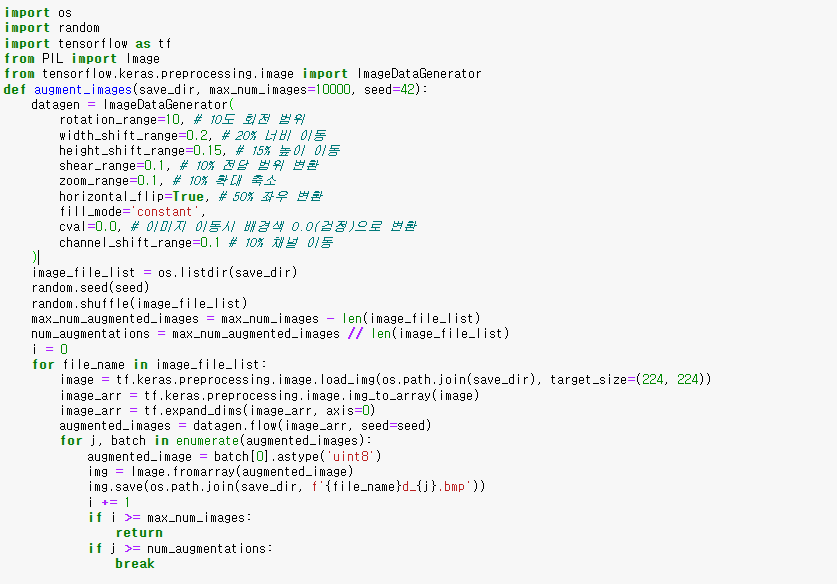 import os
import random
import tensorflow as tf
from PIL import Image
from tensorflow.keras.preprocessing.image import ImageDataGenerator
def augment_images(save_dir, max_num_images=10000, seed=42):
    datagen = ImageDataGenerator(
        rotation_range=10, # 10도 회전 범위
        width_shift_range=0.2, # 20% 너비 이동
        height_shift_range=0.15, # 15% 높이 이동
        shear_range=0.1, # 10% 전달 범위 변환
        zoom_range=0.1, # 10% 확대 축소
        horizontal_flip=True, # 50% 좌우 변환
        fill_mode='constant',
        cval=0.0, # 이미지 이동시 배경색 0.0(검정)으로 변환
        channel_shift_range=0.1 # 10% 채널 이동
    )
    image_file_list = os.listdir(save_dir)
    random.seed(seed)
    random.shuffle(image_file_list)
    max_num_augmented_images = max_num_images - len(image_file_list)
    num_augmentations = max_num_augmented_images // len(image_file_list)
    i = 0
    for file_name in image_file_list:
        image = tf.keras.preprocessing.image.load_img(os.path.join(save_dir), target_size=(224, 224))
        image_arr = tf.keras.preprocessing.image.img_to_array(image)
        image_arr = tf.expand_dims(image_arr, axis=0)
        augmented_images = datagen.flow(image_arr, seed=seed)
        for j, batch in enumerate(augmented_images):
            augmented_image = batch[0].astype('uint8')
            img = Image.fromarray(augmented_image)
            img.save(os.path.join(save_dir, f'{file_name}d_{j}.bmp'))
            i += 1
            if i >= max_num_images:
                return
            if j >= num_augmentations:
                break